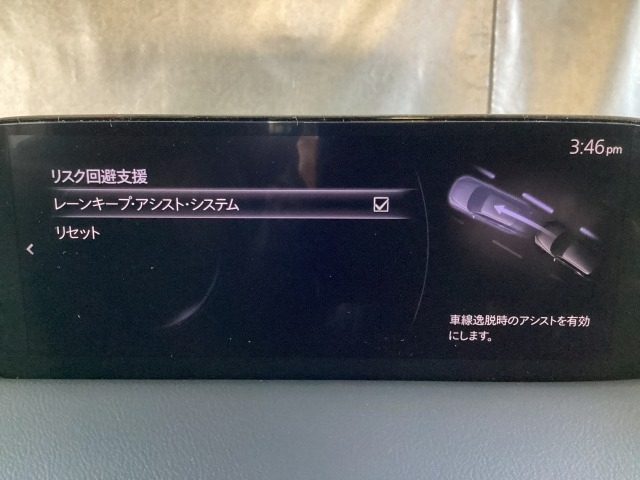 3:46pm
リスク回避支援
レーンキープ・アシスト・システム
リセット
車線逸脱時のアシストを有効
にします。